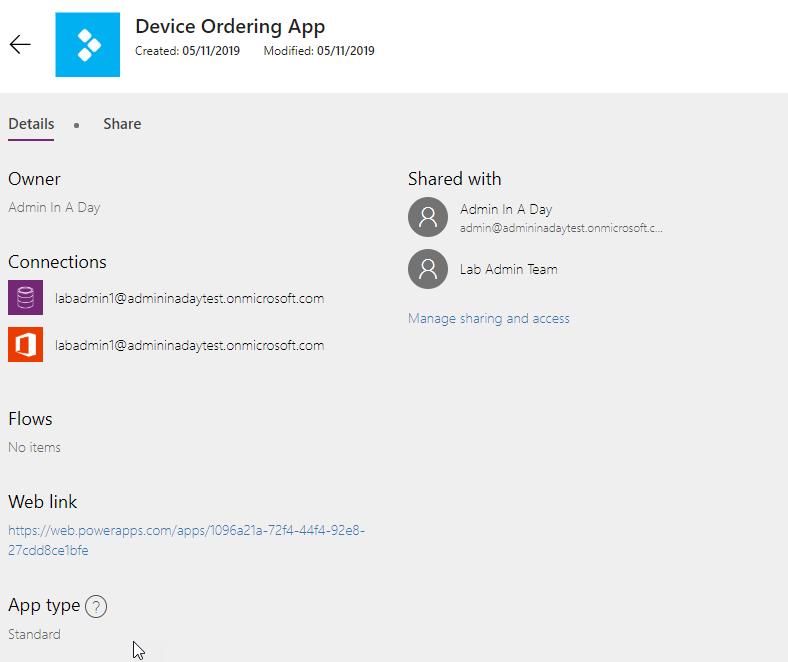 Device Ordering App
Created: 05/11/2019 Modified: 05/11/2019
Details • Share
Owner
Admin In A Day
Connections
labadmin1@admininadaytest.onmicrosoft.com
labadmin1@admininadaytest.onmicrosoft.com
Flows
No items
Web link
https://web.powerapps.com/apps/1096a21a-72f4-44f4-92e8-
27cdd8ce1bfe
App type ?
Standard
Shared with
Admin In A Day
admin@admininadaytest.onmicrosoft.c...
Lab Admin Team
Manage sharing and access